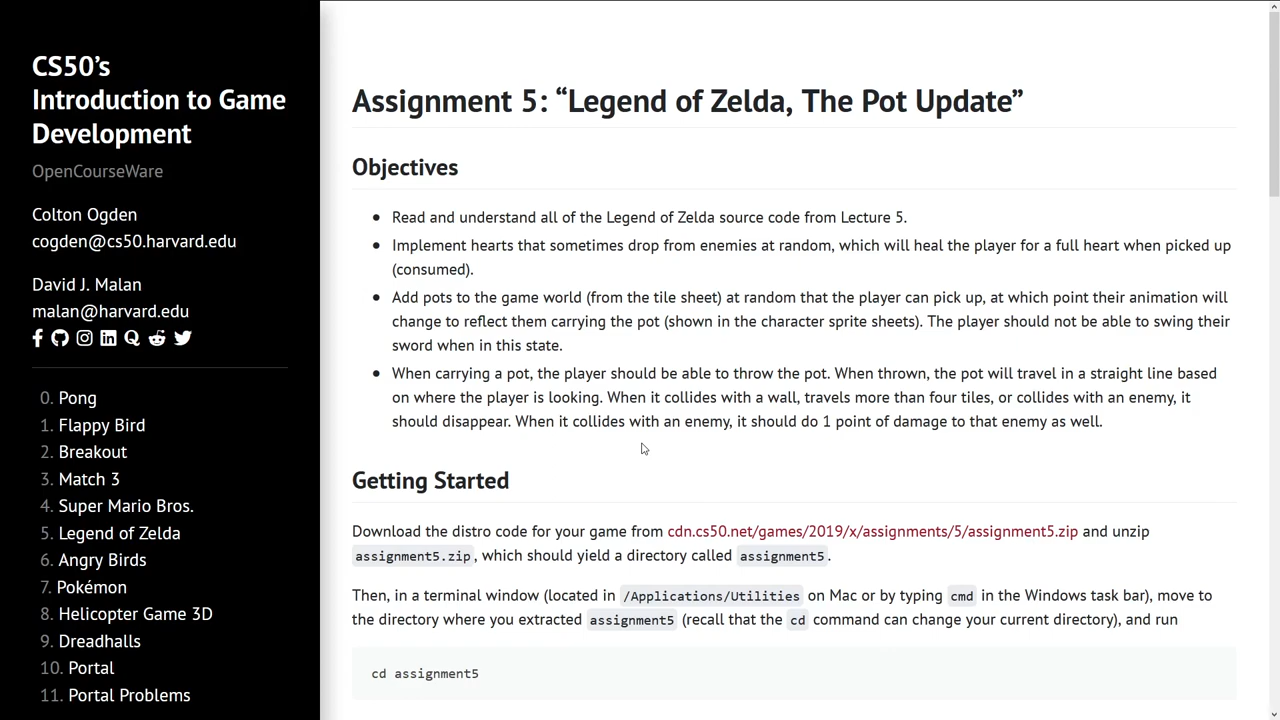 CS50’s
Introduction to Game
Development
OpenCourseWare
Colton Ogden
cogden@cs50.harvard.edu
David J. Malan
malan@harvard.edu
0. Pong
1. Flappy Bird
2. Breakout
3. Match 3
4. Super Mario Bros.
5. Legend of Zelda
6. Angry Birds
7. Pokémon
8. Helicopter Game 3D
9. Dreadhalls
10. Portal
11. Portal Problems
Assignment 5: “Legend of Zelda, The Pot Update”
Objectives
Read and understand all of the Legend of Zelda source code from Lecture 5.
Implement hearts that sometimes drop from enemies at random, which will heal the player for a full heart when picked up
(consumed).
Add pots to the game world (from the tile sheet) at random that the player can pick up, at which point their animation will
change to reflect them carrying the pot (shown in the character sprite sheets). The player should not be able to swing their
sword when in this state.
When carrying a pot, the player should be able to throw the pot. When thrown, the pot will travel in a straight line based
on where the player is looking. When it collides with a wall, travels more than four tiles, or collides with an enemy, it
should disappear. When it collides with an enemy, it should do 1 point of damage to that enemy as well.
Getting Started
Download the distro code for your game from cdn.cs50.net/games/2019/x/assignments/5/assignment5.zip and unzip
assignment5.zip, which should yield a directory called assignment5.
Then, in a terminal window (located in /Applications/Utilities on Mac or by typing cmd in the Windows task bar), move to
the directory where you extracted assignment5 (recall that the cd command can change your current directory), and run
cd assignment5